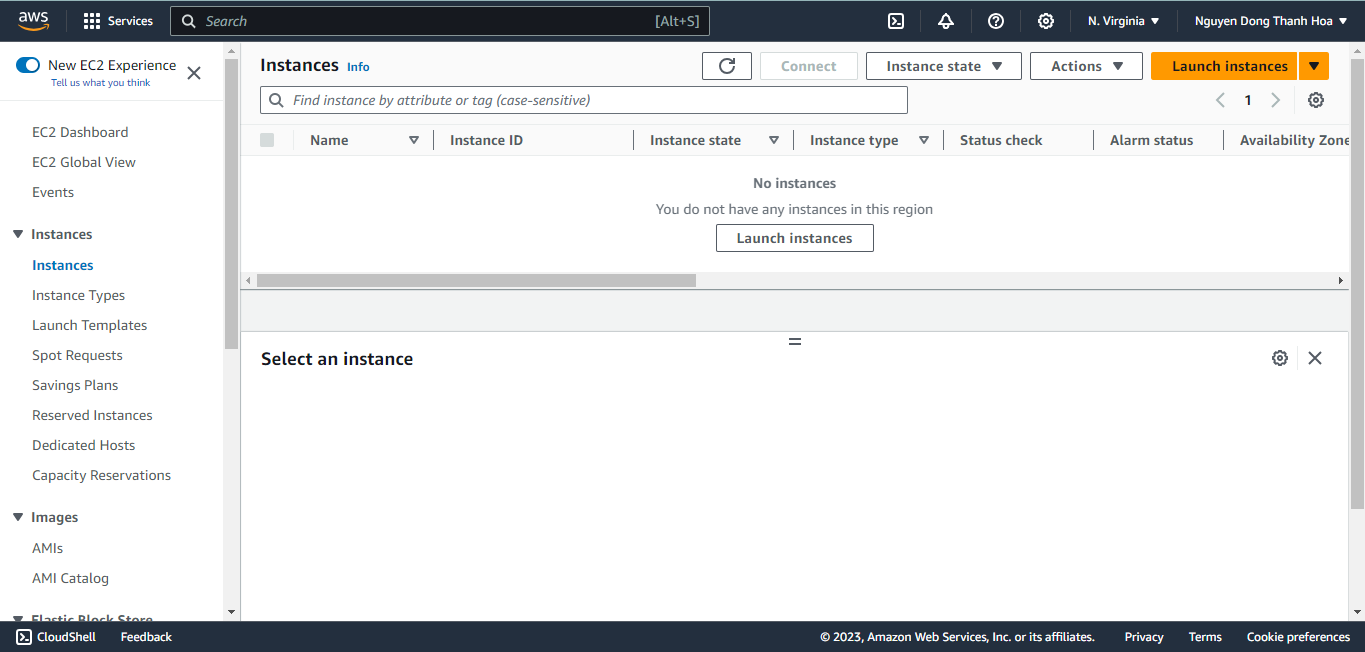 aws Services Search [Alt+S] N. Virginia Nguyen Dong Thanh Hoa
New EC2 Experience
Tell us what you think
EC2 Dashboard
EC2 Global View
Events
Instances
Instances
Instance Types
Launch Templates
Spot Requests
Savings Plans
Reserved Instances
Dedicated Hosts
Capacity Reservations
Images
AMIs
AMI Catalog
Elastic Block Store
Instances Info Connect Instance state Actions Launch instances
Find instance by attribute or tag (case-sensitive) 1
Name Instance ID Instance state Instance type Status check Alarm status Availability Zone
No instances
You do not have any instances in this region
Launch instances
Select an instance
CloudShell Feedback © 2023, Amazon Web Services, Inc. or its affiliates. Privacy Terms Cookie preferences